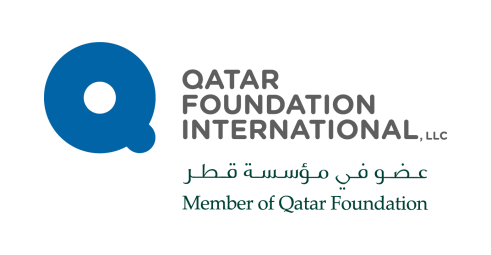 QATAR
FOUNDATION
INTERNATIONAL, LLC
عضو في مؤسسة قطر
Member of Qatar Foundation